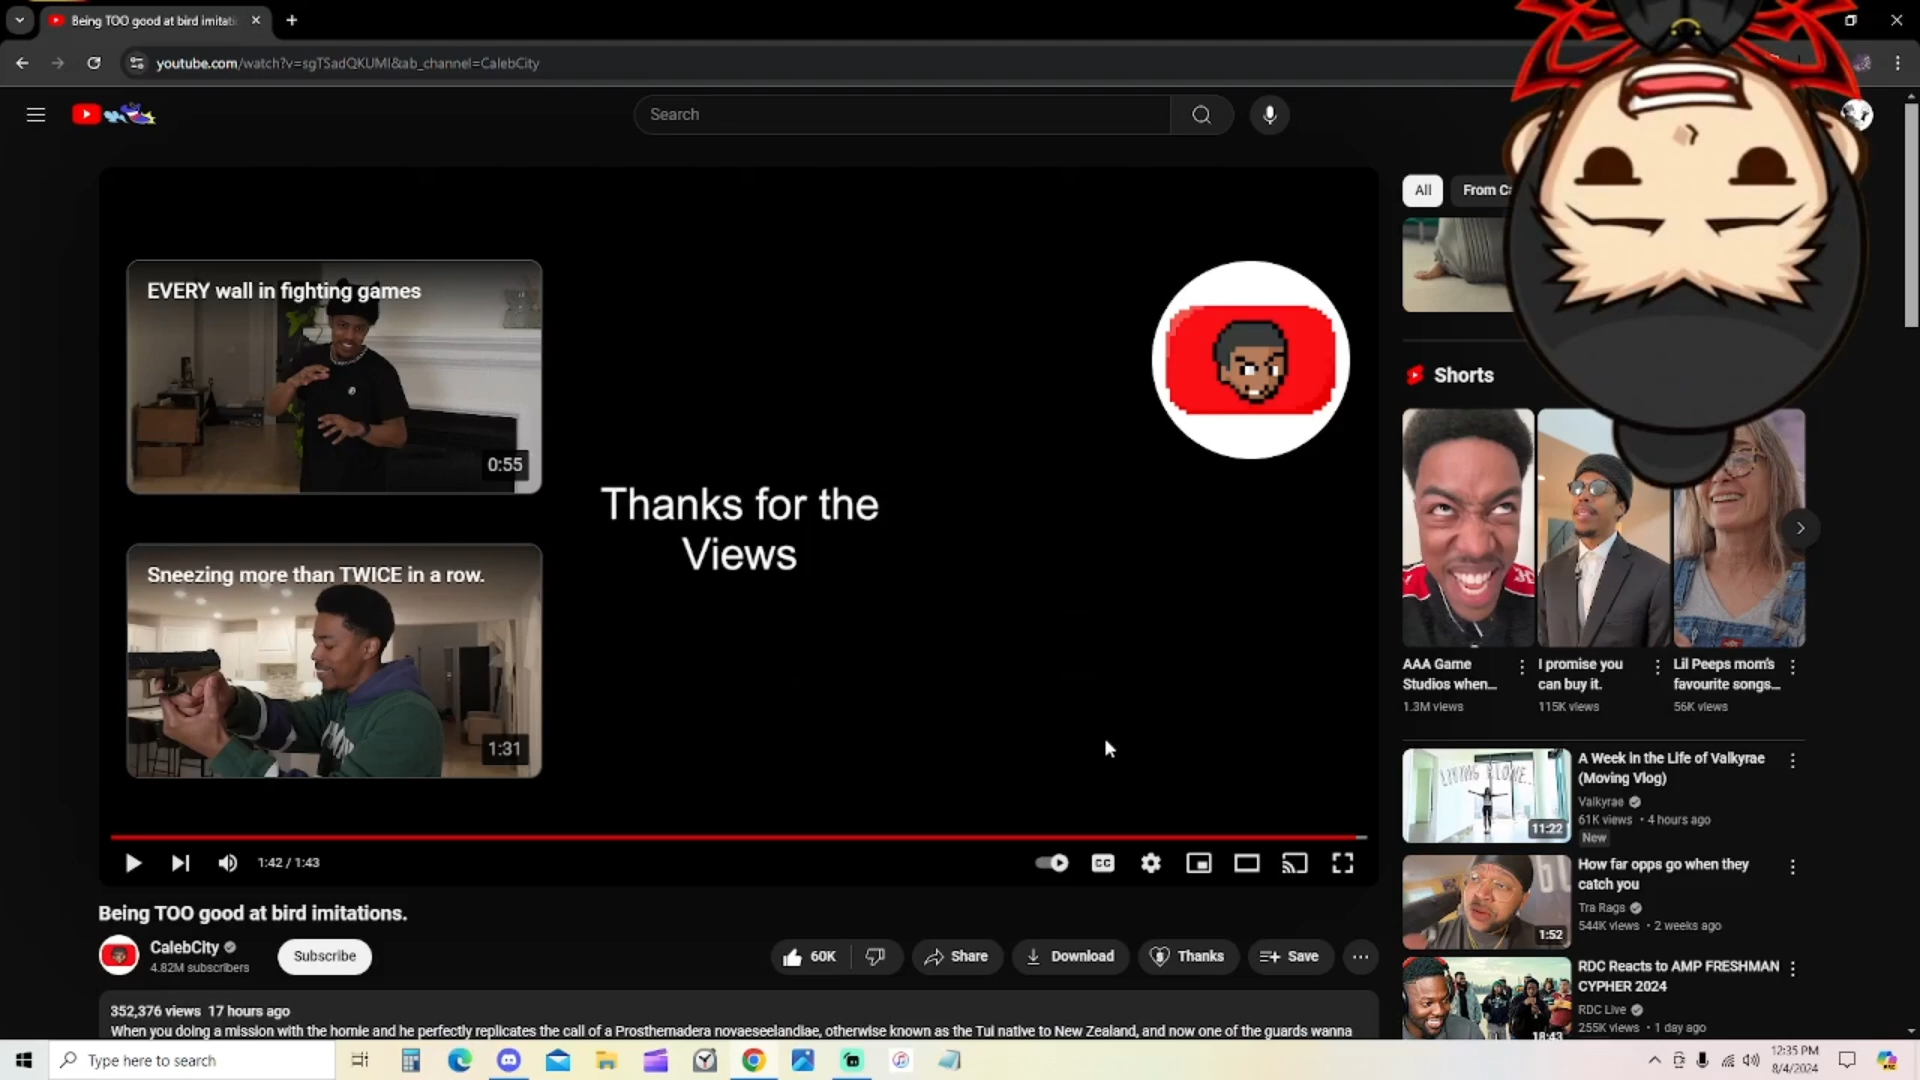 Being TOO good at bird imitati
youtube.com/watch?v=sgTSadQKUMI&ab_channel=CalebCity
Search
All
From Ca
EVERY wall in fighting games
0:55
Thanks for the
Views
Sneezing more than TWICE in a row.
1:31
1:42 / 1:43
CC
Being TOO good at bird imitations.
CalebCity
4.82M subscribers
Subscribe
60K
Share
Download
Thanks
Save
352,376 views 17 hours ago
When you doing a mission with the homie and he perfectly replicates the call of a Prosthemadera novaeseelandiae, otherwise known as the Tui native to New Zealand, and now one of the guards wanna
Shorts
AAA Game
Studios when...
1.3M views
I promise you
can buy it.
115K views
Lil Peeps mom's
favourite songs...
56K views
LIVING ALONE...
11:22
A Week in the Life of Valkyrae
(Moving Vlog)
Valkyrae
61K views • 4 hours ago
New
1:52
How far opps go when they
catch you
Tra Rags
544K views • 2 weeks ago
18:43
RDC Reacts to AMP FRESHMAN
CYPHER 2024
RDC Live
255K views • 1 day ago
Type here to search
12:35 PM
8/4/2024